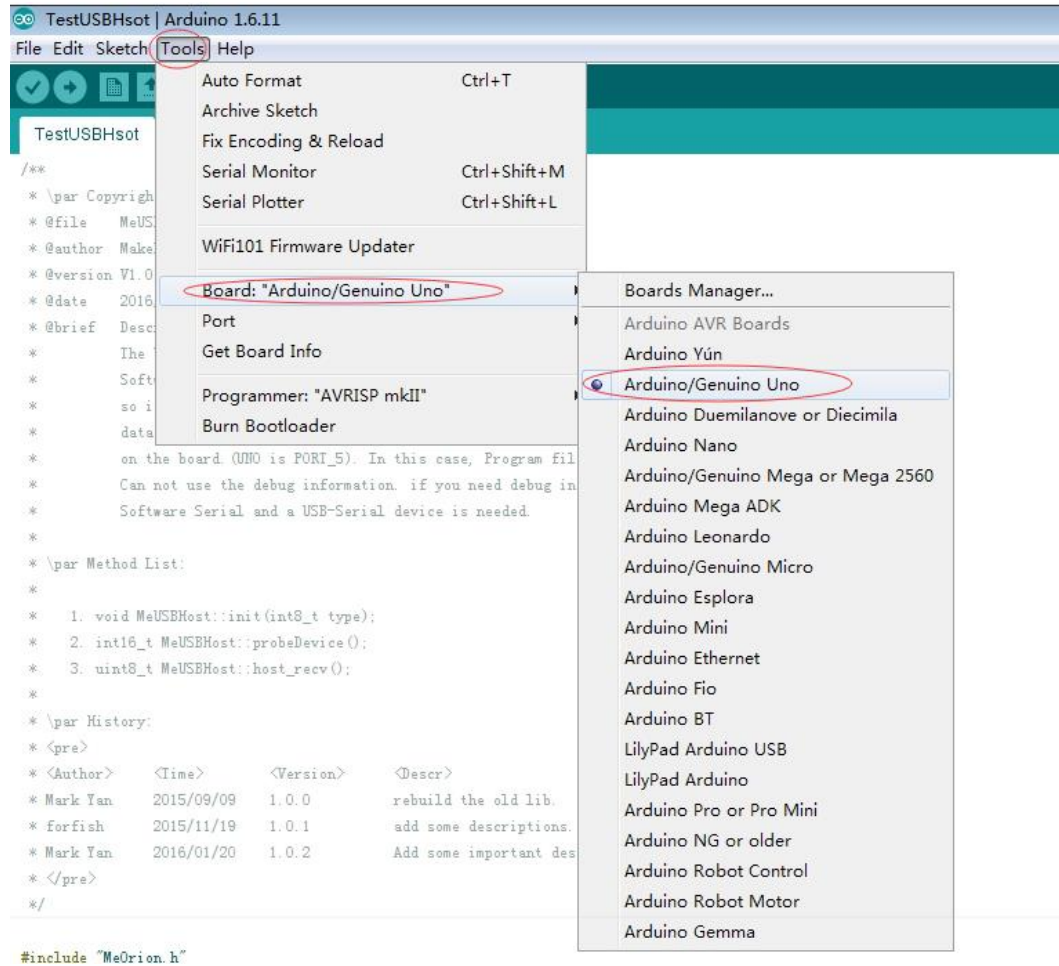 TestUSBHsot | Arduino 1.6.11
File Edit Sketch Tools Help
Auto Format Ctrl+T
Archive Sketch
Fix Encoding & Reload
Serial Monitor Ctrl+Shift+M
Serial Plotter Ctrl+Shift+L
WiFi101 Firmware Updater
Board: "Arduino/Genuino Uno"
Port
Get Board Info
Programmer: "AVRISP mkII"
Burn Bootloader
Boards Manager...
Arduino AVR Boards
Arduino Yún
Arduino/Genuino Uno
Arduino Duemilanove or Diecimila
Arduino Nano
Arduino/Genuino Mega or Mega 2560
Arduino Mega ADK
Arduino Leonardo
Arduino/Genuino Micro
Arduino Esplora
Arduino Mini
Arduino Ethernet
Arduino Fio
Arduino BT
LilyPad Arduino USB
LilyPad Arduino
Arduino Pro or Pro Mini
Arduino NG or older
Arduino Robot Control
Arduino Robot Motor
Arduino Gemma
TestUSBHsot
/**
* \par Copyrigh
* @file MeUS
* @author Make
* @version V1.0
* @date 2016
* @brief Desc
* The
* Soft
* so i
* data
* on the board.(UNO is PORT_5). In this case, Program fil
* Can not use the debug information. if you need debug in
* Software Serial and a USB-Serial device is needed.
*
* \par Method List:
*
* 1. void MeUSBHost::init(int8_t type);
* 2. int16_t MeUSBHost::probeDevice();
* 3. uint8_t MeUSBHost::host_recv();
*
* \par History:
* <pre>
* <Author> <Time> <Version> <Descr>
* Mark Yan 2015/09/09 1.0.0 rebuild the old lib.
* forfish 2015/11/19 1.0.1 add some descriptions.
* Mark Yan 2016/01/20 1.0.2 Add some important des
* </pre>
*/
#include "MeOrion.h"